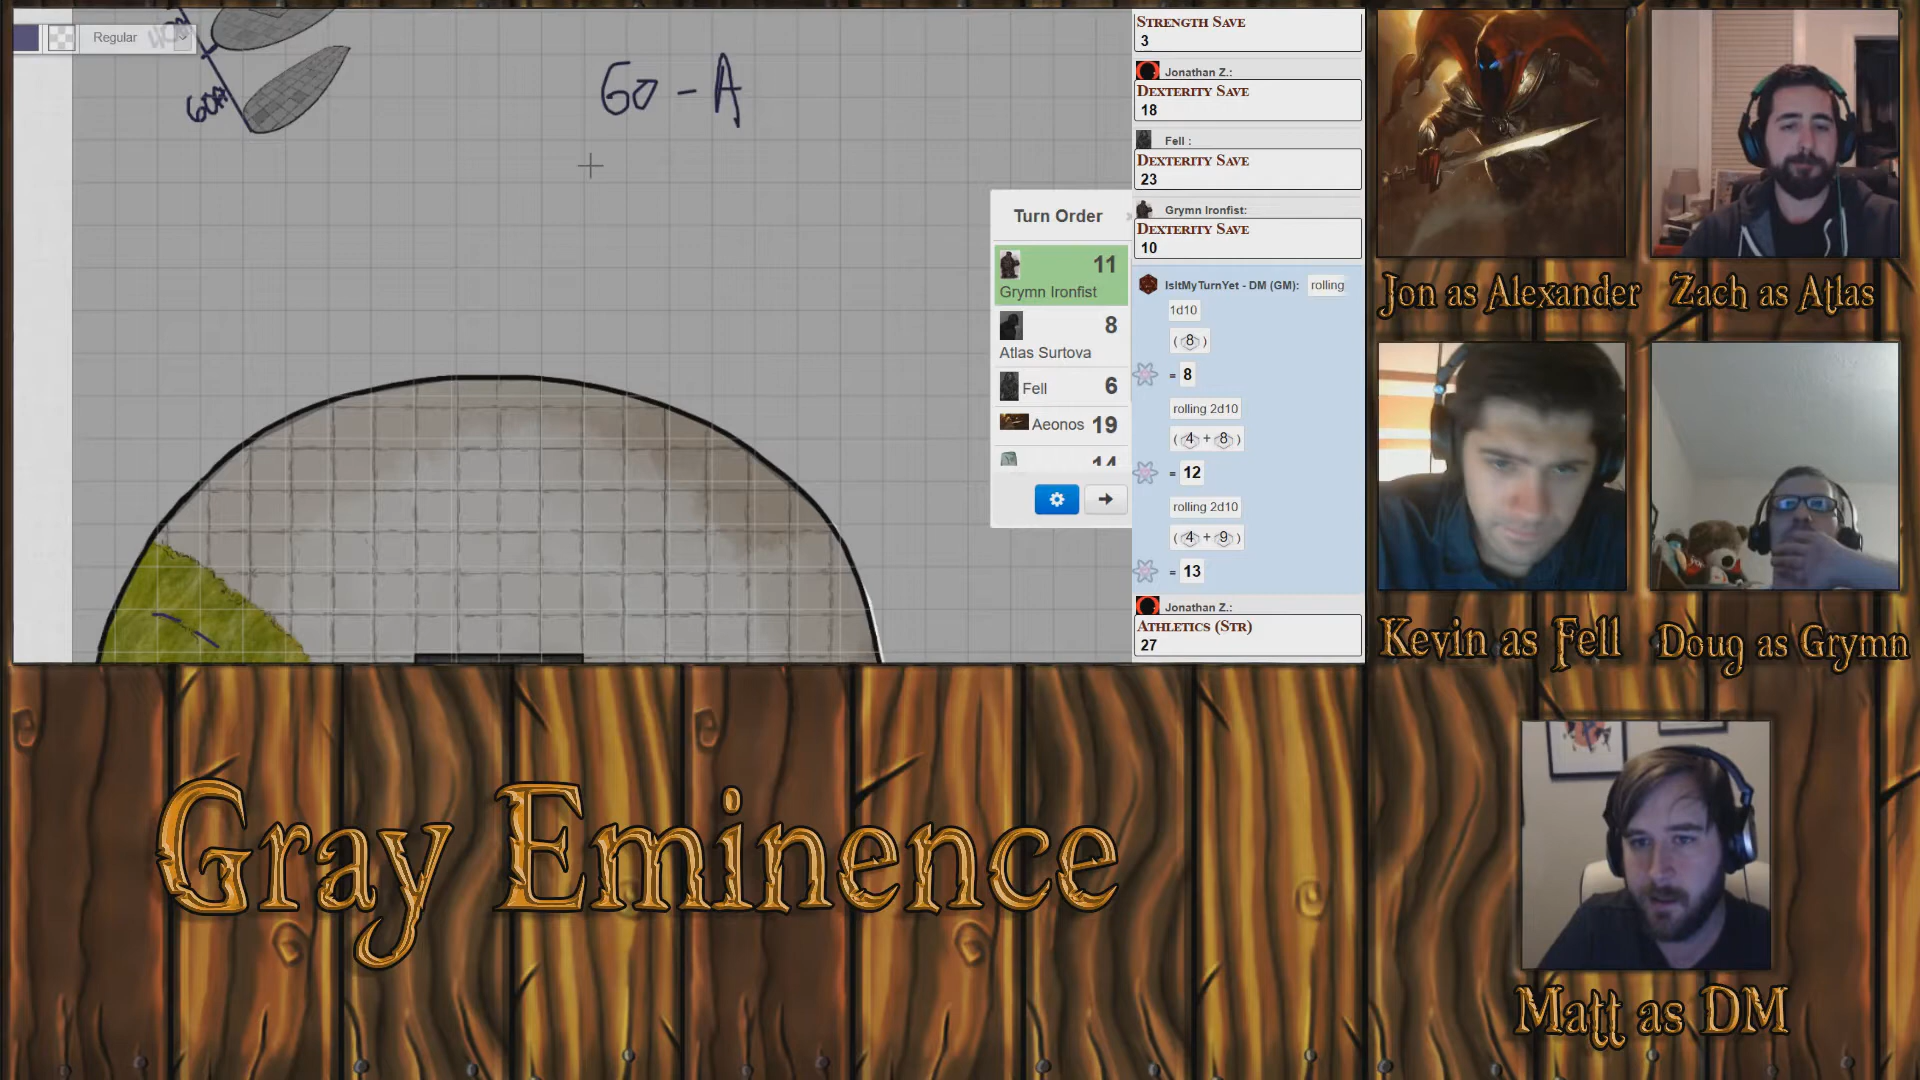 Regular
60 - A
60ft
Turn Order
11
Grymn Ironfist
8
Atlas Surtova
Fell
6
Aeonos
19
14
STRENGTH SAVE
3
Jonathan Z.:
DEXTERITY SAVE
18
Fell :
DEXTERITY SAVE
23
Grymn Ironfist:
DEXTERITY SAVE
10
IsItMyTurnYet - DM (GM): rolling
1d10
(8)
= 8
rolling 2d10
(4 + 8)
= 12
rolling 2d10
(4 + 9)
= 13
Jonathan Z.:
ATHLETICS (STR)
27
Jon as Alexander
Zach as Atlas
Kevin as Fell
Doug as Grymn
Matt as DM
Gray Eminence